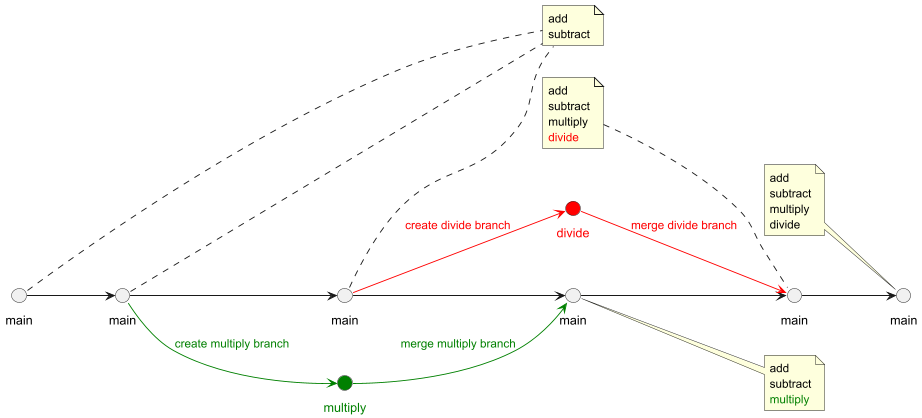 add
subtract
add
subtract
multiply
divide
add
subtract
multiply
divide
create divide branch
divide
merge divide branch
main
main
main
main
main
main
create multiply branch
merge multiply branch
multiply
add
subtract
multiply